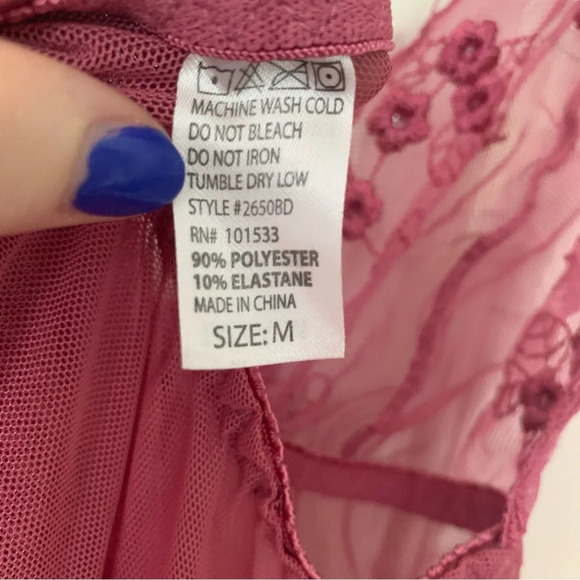 MACHINE WASH COLD
DO NOT BLEACH
DO NOT IRON
TUMBLE DRY LOW
STYLE #2650BD
RN# 101533
90% POLYESTER
10% ELASTANE
MADE IN CHINA
SIZE: M